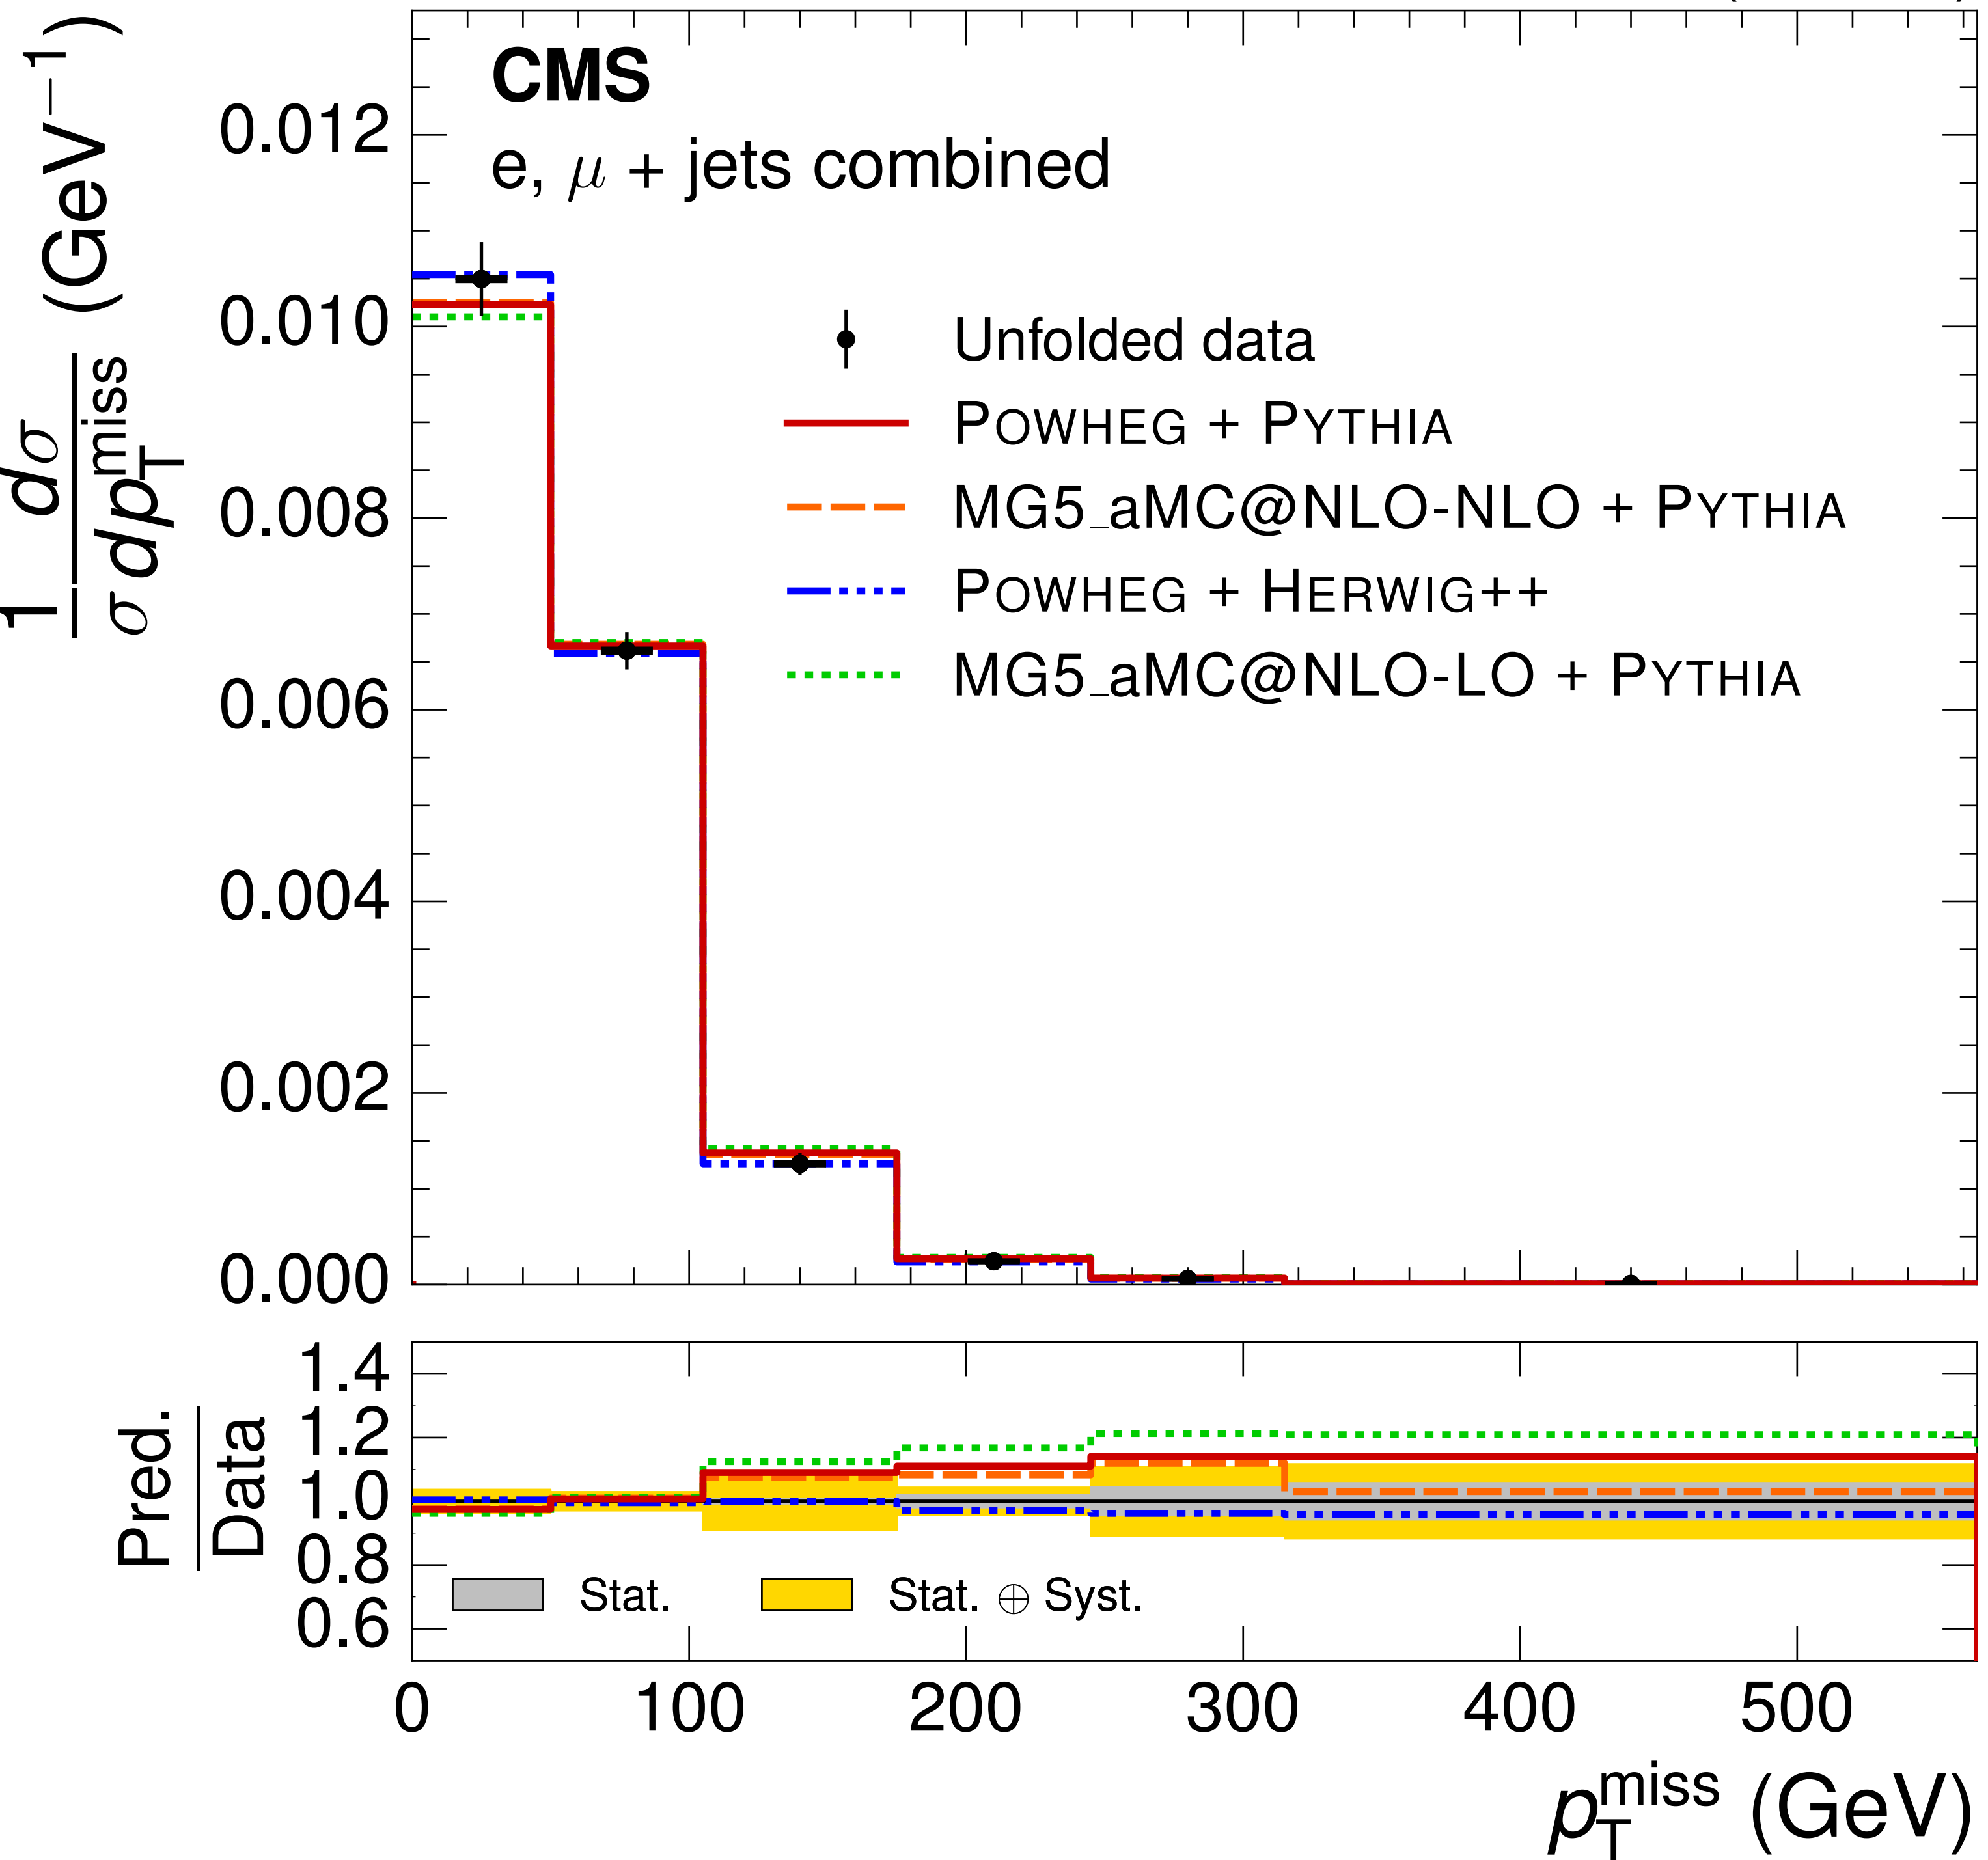 CMS
e, μ + jets combined
1/σ dσ/dp_T^miss (GeV−1)
0.012
0.010
0.008
0.006
0.004
0.002
0.000
Unfolded data
POWHEG + PYTHIA
MG5_aMC@NLO-NLO + PYTHIA
POWHEG + HERWIG++
MG5_aMC@NLO-LO + PYTHIA
Pred.
Data
1.4
1.2
1.0
0.8
0.6
Stat. Stat. ⊕ Syst.
0 100 200 300 400 500
p_T^miss (GeV)